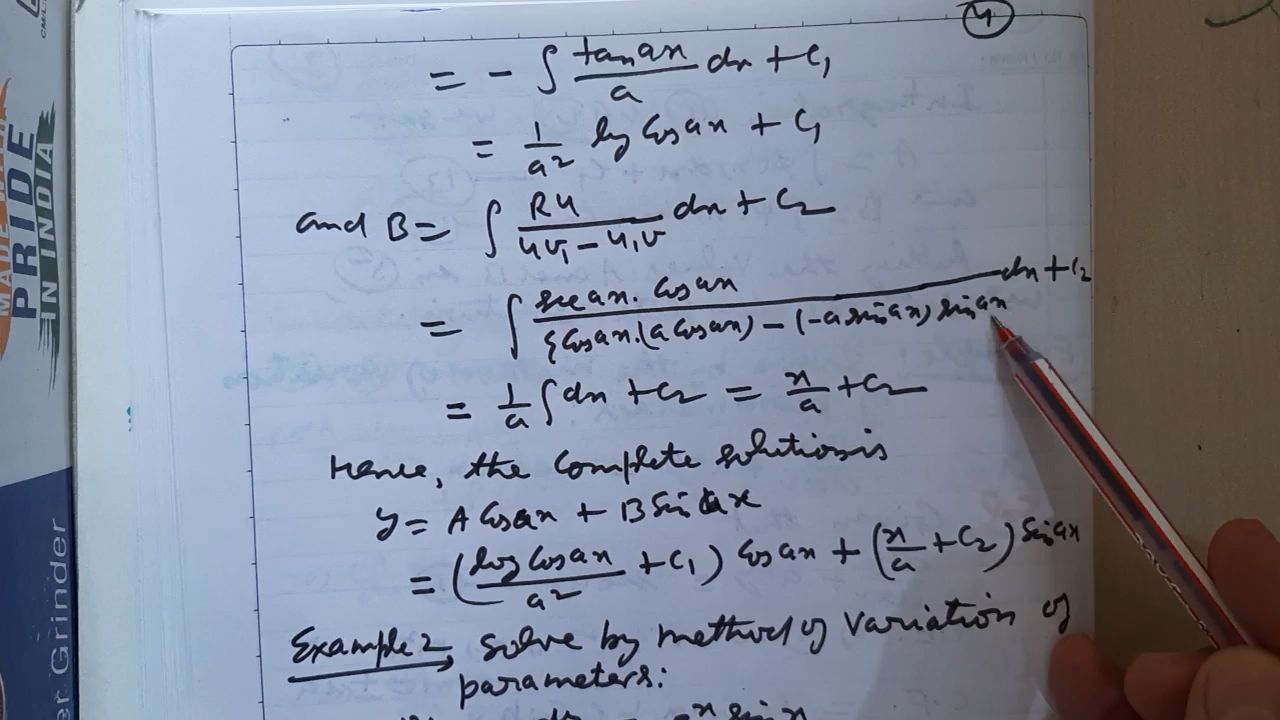 4
= - ∫ tan ax / a dx + C₁
= 1/a² log Cos ax + C₁
and B = ∫ Ru / uv₁ - u₁v dx + C₂
= ∫ sec ax. Cos ax / {Cos ax.(a Cos ax) - (-a sin ax) sin ax dx + C₂
= 1/a ∫ dx + C₂ = x/a + C₂
Hence, the Complete solution is
y = A Cos ax + B Sin ax
= (log Cos ax / a² + C₁) Cos ax + (x/a + C₂) Sin ax
Example 2, solve by method of variation of
parameters:
PRIDE
IN INDIA
er Grinder